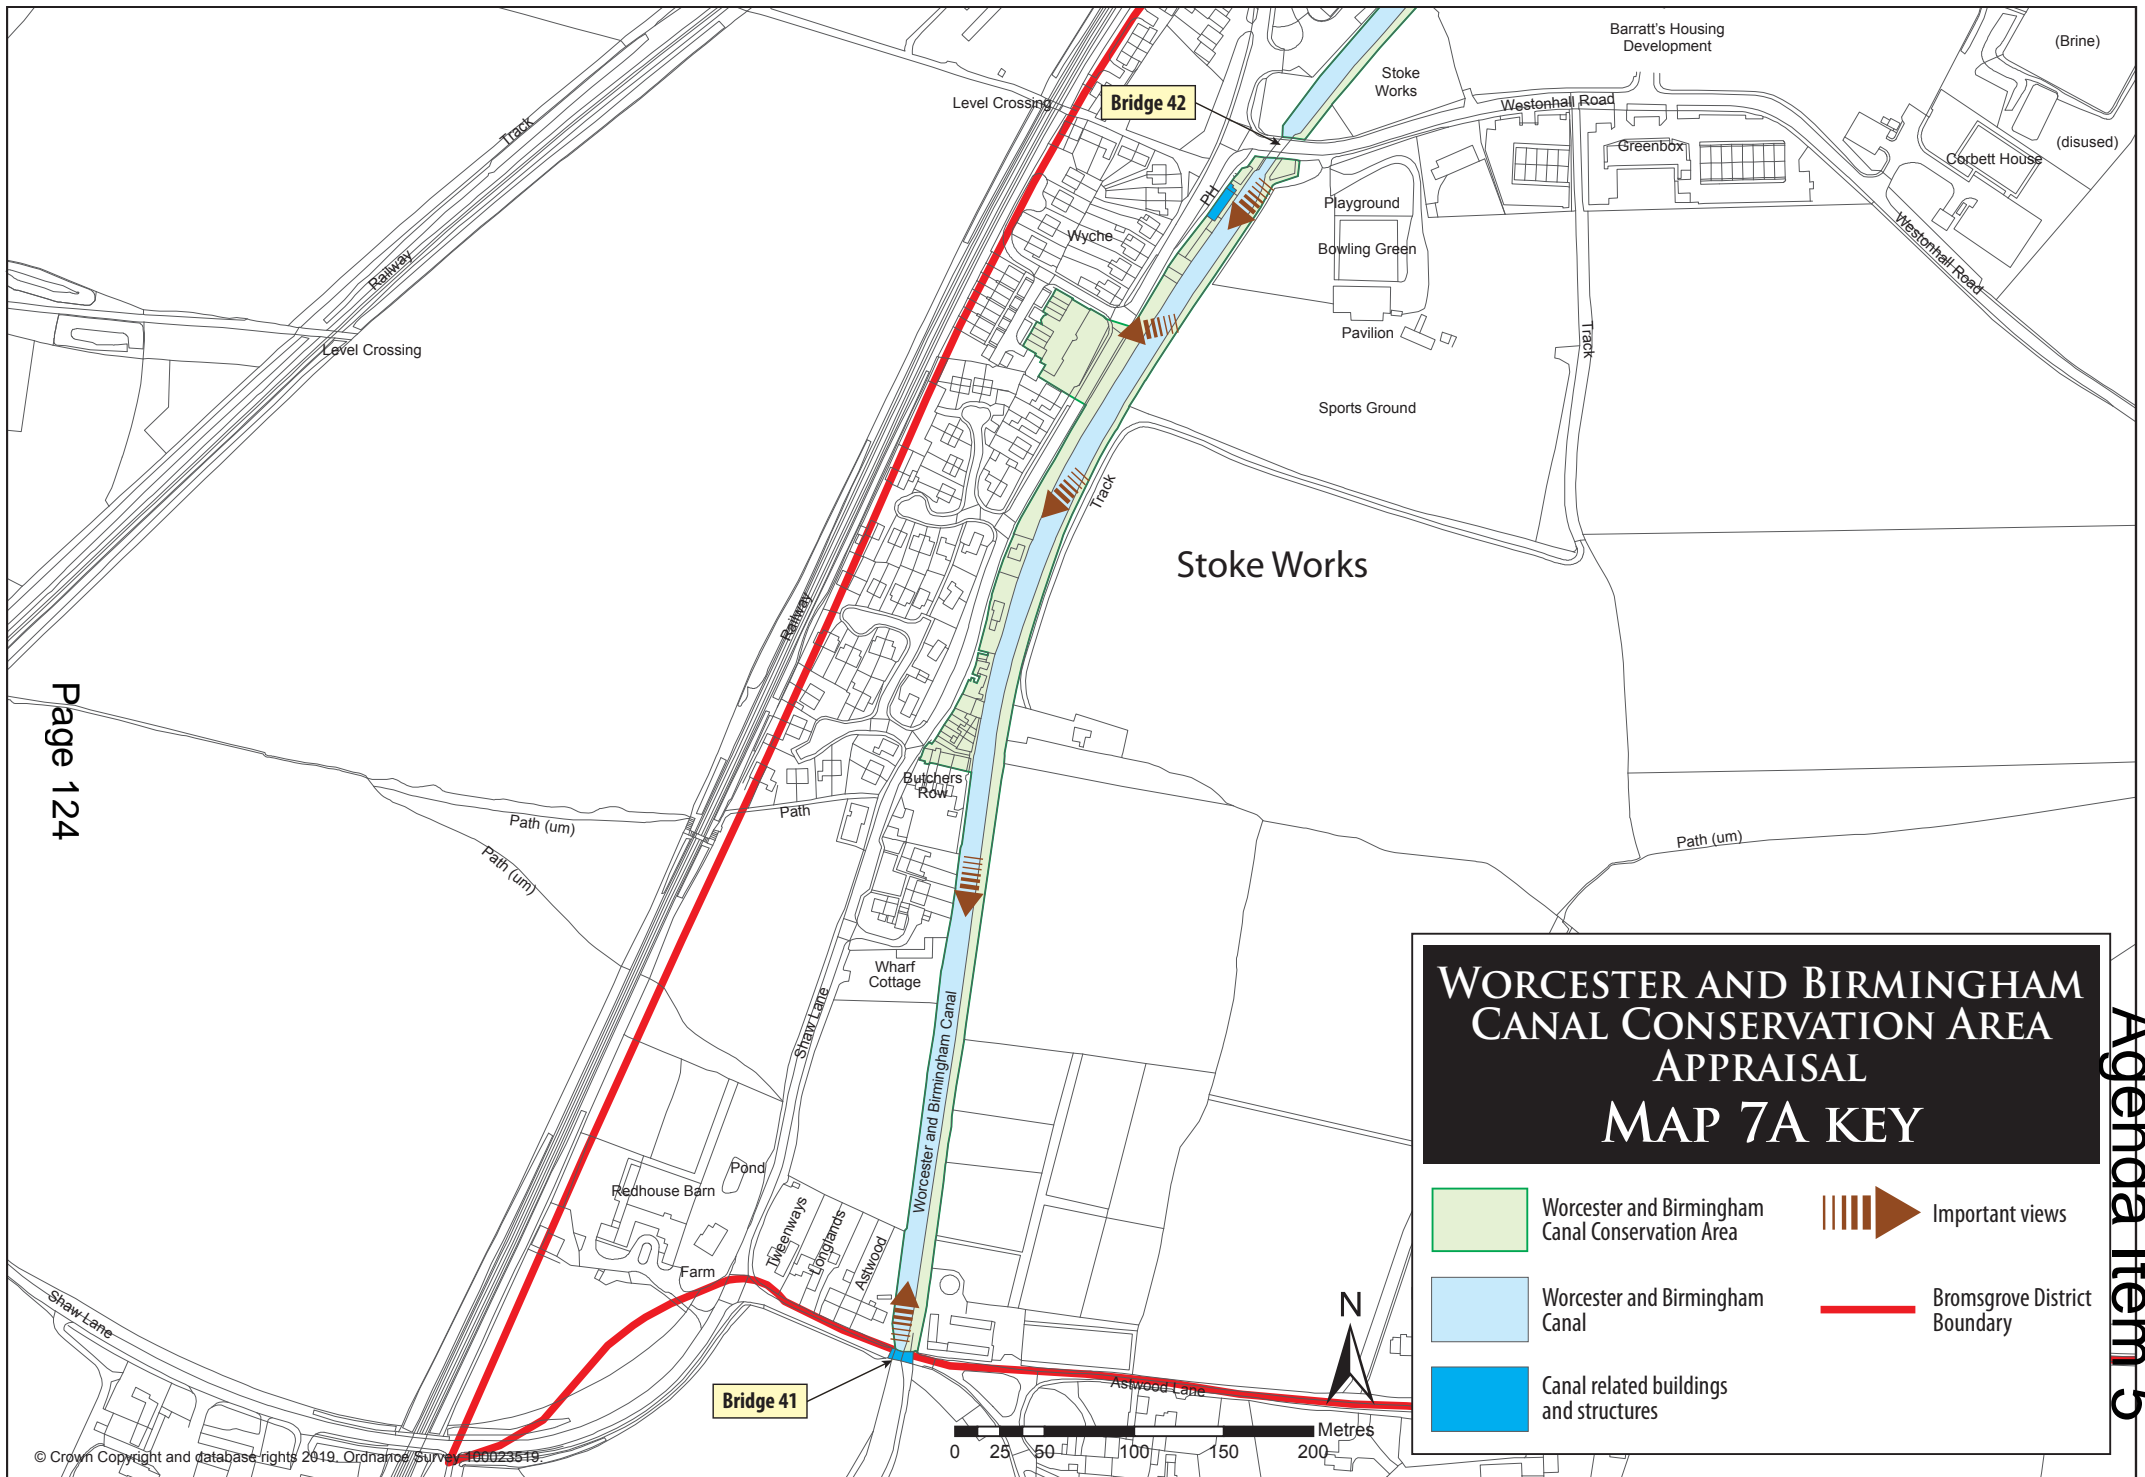 Barratt's Housing
Development
(Brine)
Stoke
Works
Level Crossing
Bridge 42
Westonhall Road
Track
Greenbox
(disused)
Corbett House
PH
Playground
Wyche
Bowling Green
Westonhall Road
Railway
Pavilion
Track
Level Crossing
Sports Ground
Track
Stoke Works
Railway
Page 124
Butchers
Row
Path
Path (um)
Path (um)
Path (um)
Wharf
Cottage
Shaw Lane
Worcester and Birmingham Canal
Pond
Redhouse Barn
Tweenways
Longlands
Astwood
Farm
Shaw Lane
Bridge 41
Astwood Lane
N
Metres
0 25 50 100 150 200
© Crown Copyright and database rights 2019. Ordnance Survey 100023519.
WORCESTER AND BIRMINGHAM
CANAL CONSERVATION AREA
APPRAISAL
MAP 7A KEY
Worcester and Birmingham
Canal Conservation Area
Important views
Worcester and Birmingham
Canal
Bromsgrove District
Boundary
Canal related buildings
and structures
Agenda Item 5